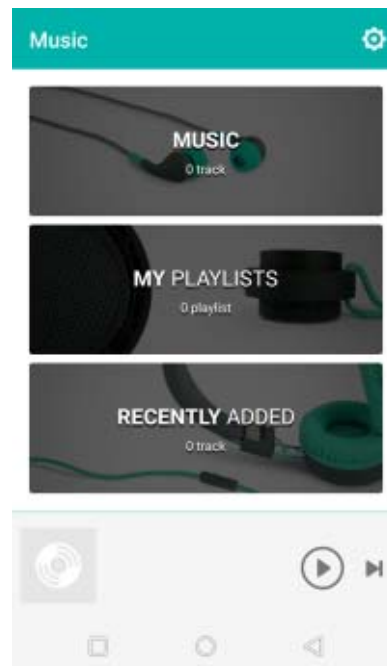 Music
MUSIC
0 track
MY PLAYLISTS
0 playlist
RECENTLY ADDED
0 track